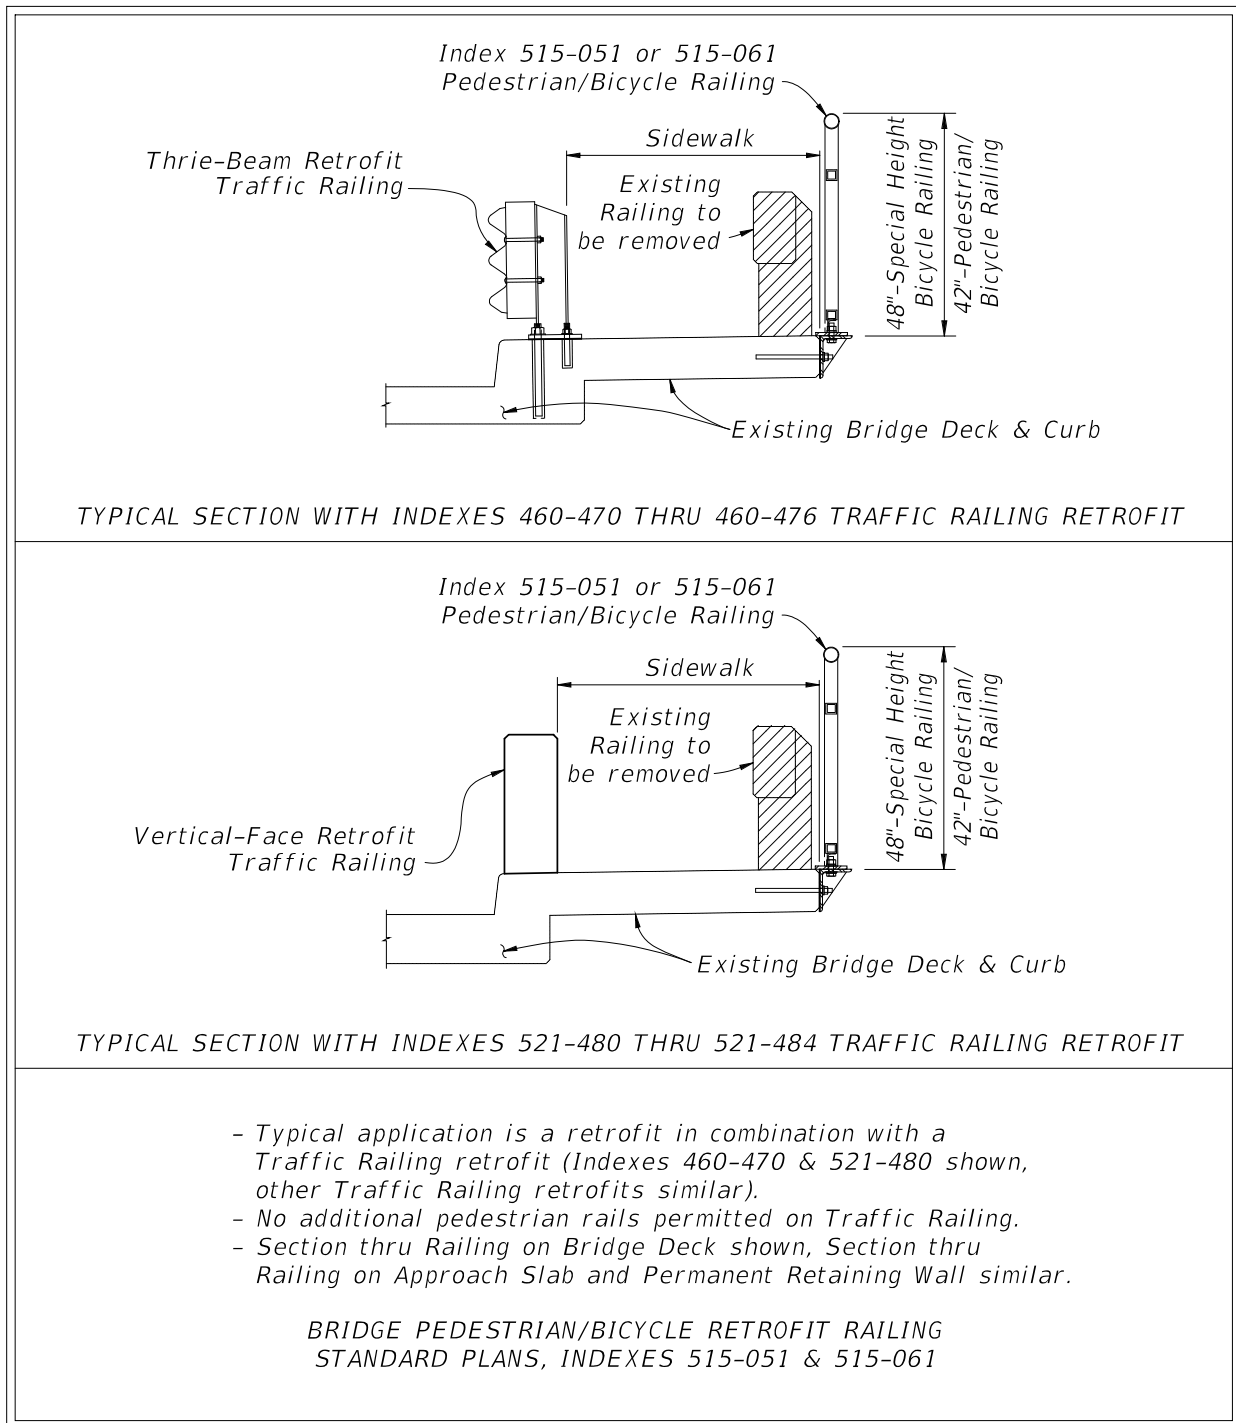 Index 515-051 or 515-061
Pedestrian/Bicycle Railing
Sidewalk
Thrie-Beam Retrofit
Traffic Railing
Existing
Railing to
be removed
48"-Special Height
Bicycle Railing
42"-Pedestrian/
Bicycle Railing
Existing Bridge Deck & Curb
TYPICAL SECTION WITH INDEXES 460-470 THRU 460-476 TRAFFIC RAILING RETROFIT
Index 515-051 or 515-061
Pedestrian/Bicycle Railing
Sidewalk
Existing
Railing to
be removed
48"-Special Height
Bicycle Railing
42"-Pedestrian/
Bicycle Railing
Vertical-Face Retrofit
Traffic Railing
Existing Bridge Deck & Curb
TYPICAL SECTION WITH INDEXES 521-480 THRU 521-484 TRAFFIC RAILING RETROFIT
- Typical application is a retrofit in combination with a
Traffic Railing retrofit (Indexes 460-470 & 521-480 shown,
other Traffic Railing retrofits similar).
- No additional pedestrian rails permitted on Traffic Railing.
- Section thru Railing on Bridge Deck shown, Section thru
Railing on Approach Slab and Permanent Retaining Wall similar.
BRIDGE PEDESTRIAN/BICYCLE RETROFIT RAILING
STANDARD PLANS, INDEXES 515-051 & 515-061